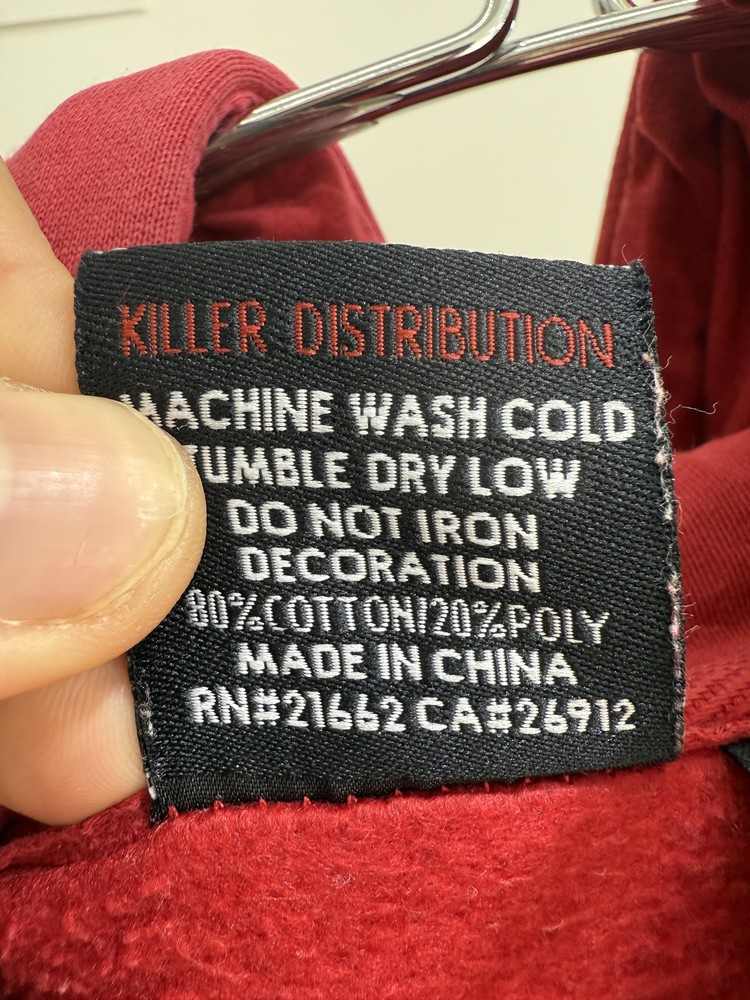 KILLER DISTRIBUTION
MACHINE WASH COLD
TUMBLE DRY LOW
DO NOT IRON
DECORATION
80%COTTON/20%POLY
MADE IN CHINA
RN#21662 CA#26912